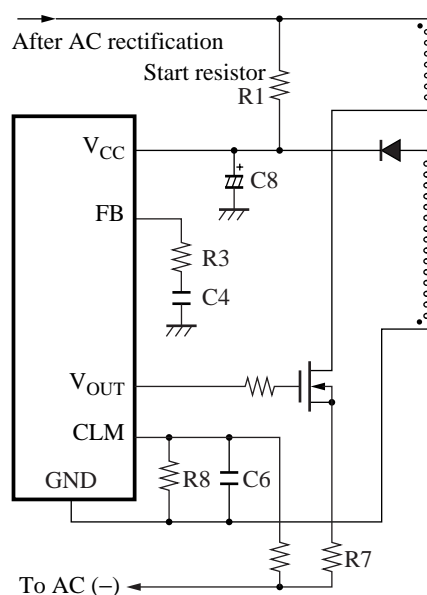 After AC rectification
Start resistor
R1
VCC
C8
FB
R3
C4
VOUT
CLM
GND
R8
C6
R7
To AC (−)